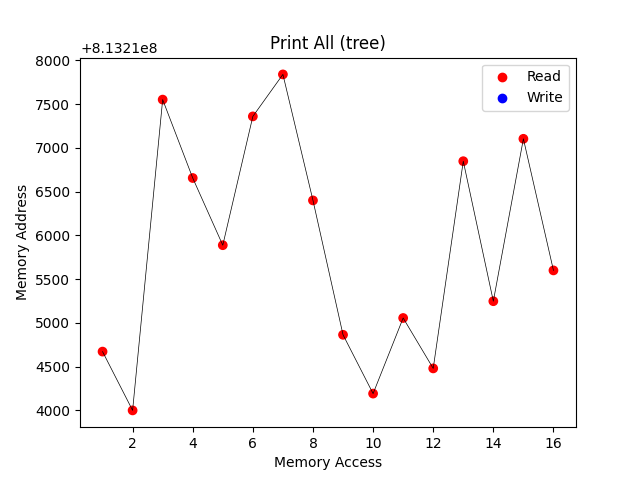 Print All (tree)
+8.1321e8
8000
7500
7000
6500
6000
5500
5000
4500
4000
Memory Address
Read
Write
2 4 6 8 10 12 14 16
Memory Access